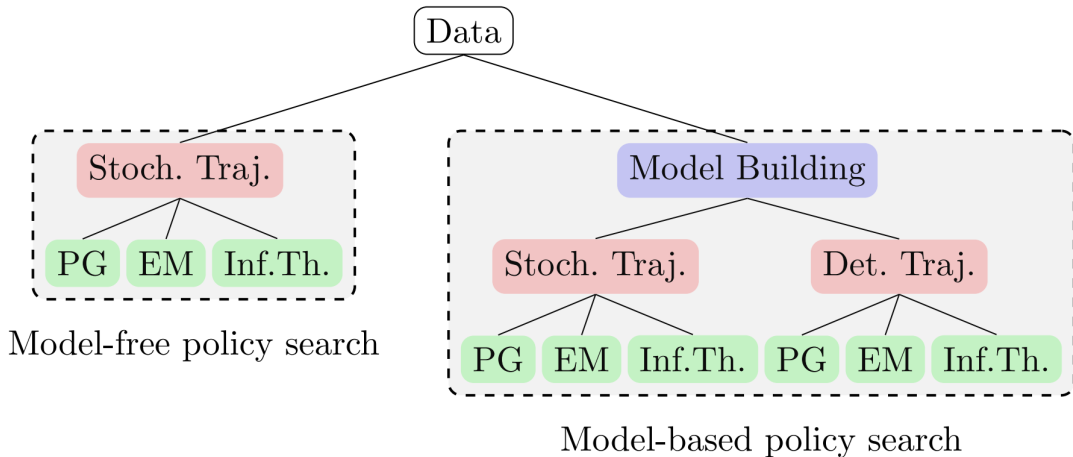 Data
Stoch. Traj.
PG EM Inf.Th.
Model-free policy search
Model Building
Stoch. Traj. Det. Traj.
PG EM Inf.Th. PG EM Inf.Th.
Model-based policy search